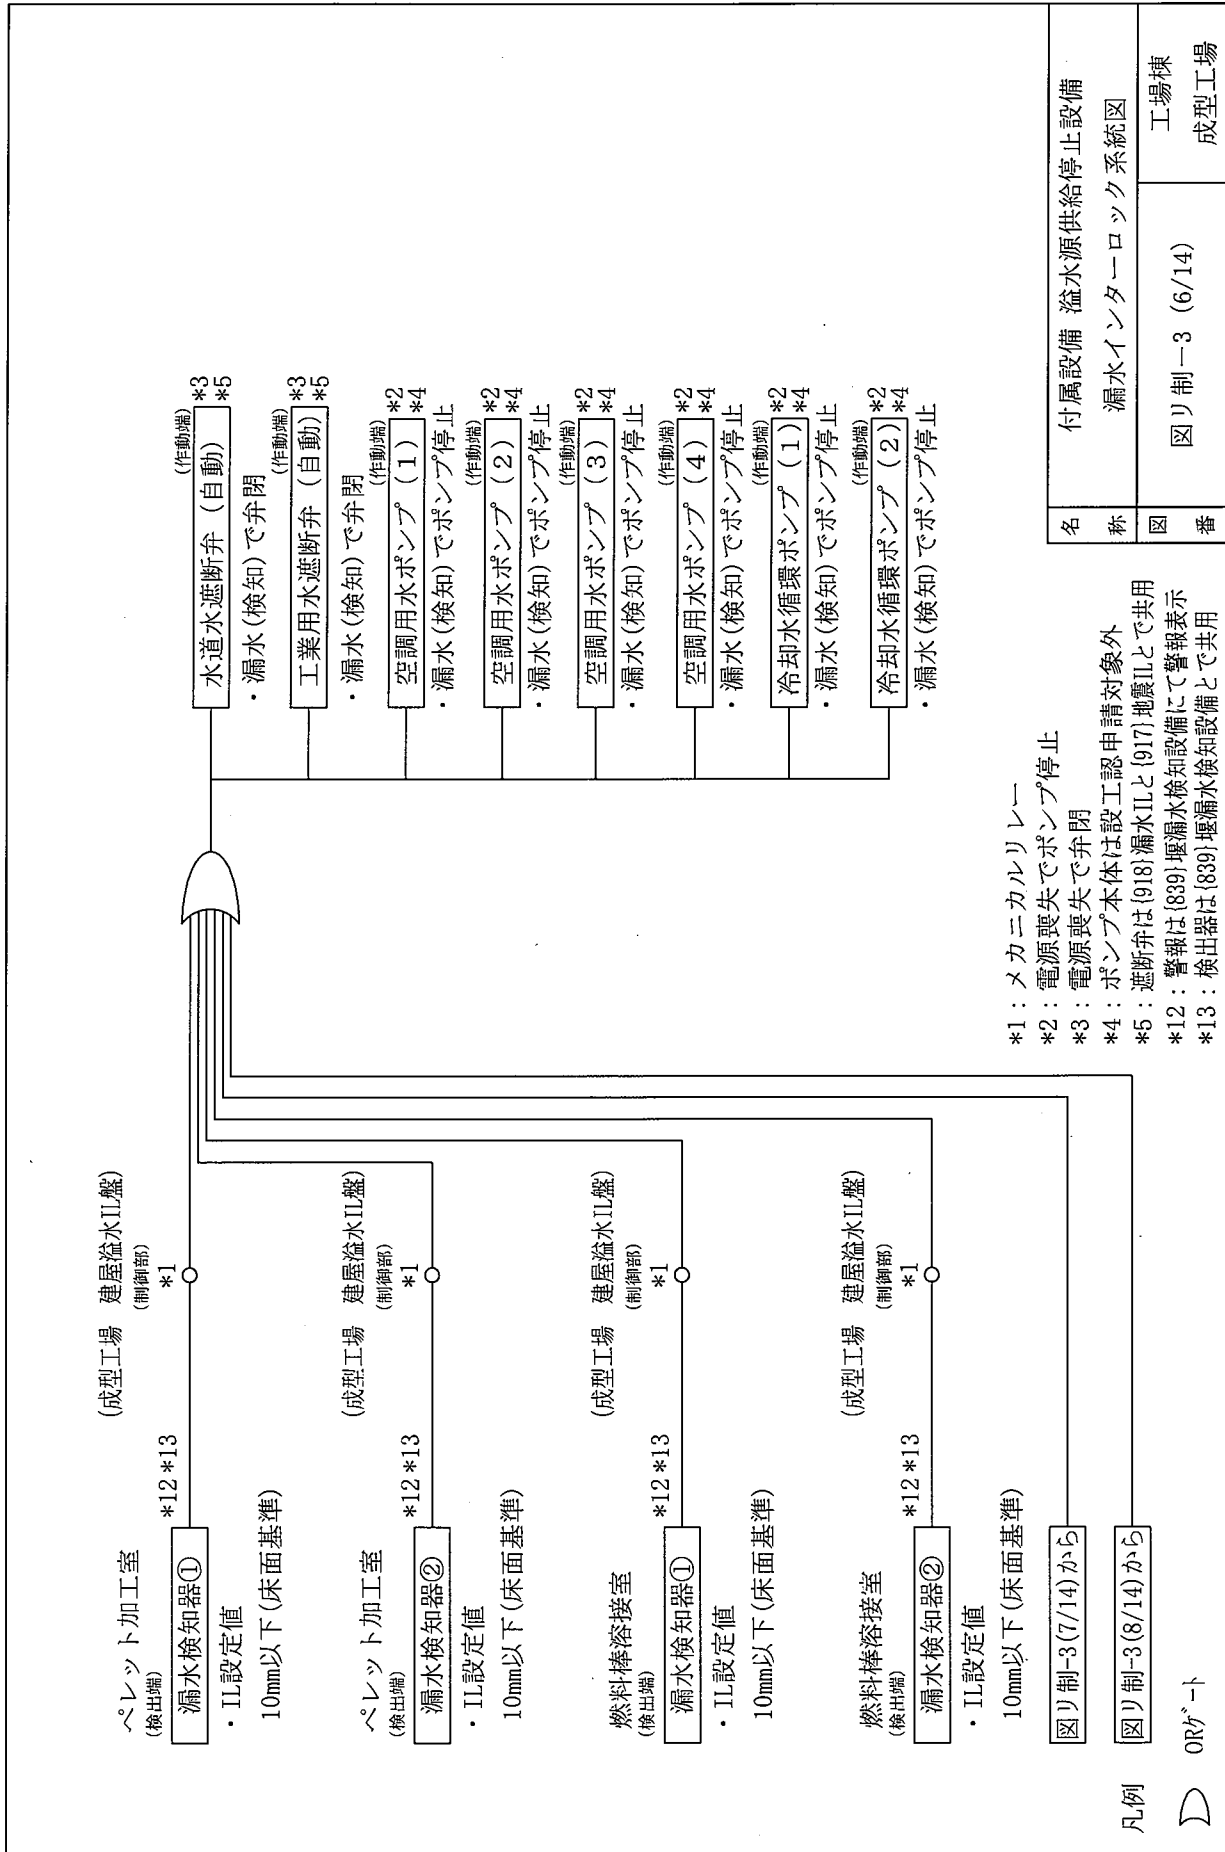 ペレット加工室
(検出端)
漏水検知器①
*12 *13
・IL設定値
10mm以下(床面基準)
(成型工場 建屋溢水IL盤)
(制御部)
*1
ペレット加工室
(検出端)
漏水検知器②
*12 *13
・IL設定値
10mm以下(床面基準)
(成型工場 建屋溢水IL盤)
(制御部)
*1
燃料棒溶接室
(検出端)
漏水検知器①
*12 *13
・IL設定値
10mm以下(床面基準)
(成型工場 建屋溢水IL盤)
(制御部)
*1
燃料棒溶接室
(検出端)
漏水検知器②
*12 *13
・IL設定値
10mm以下(床面基準)
(成型工場 建屋溢水IL盤)
(制御部)
*1
図リ制-3(7/14)から
図リ制-3(8/14)から
凡例
ORゲート
(作動端)
水道水遮断弁(自動)
*3
*5
・漏水(検知)で弁閉
(作動端)
工業用水遮断弁(自動)
*3
*5
・漏水(検知)で弁閉
(作動端)
空調用水ポンプ(1)
*2
*4
・漏水(検知)でポンプ停止
(作動端)
空調用水ポンプ(2)
*2
*4
・漏水(検知)でポンプ停止
(作動端)
空調用水ポンプ(3)
*2
*4
・漏水(検知)でポンプ停止
(作動端)
空調用水ポンプ(4)
*2
*4
・漏水(検知)でポンプ停止
(作動端)
冷却水循環ポンプ(1)
*2
*4
・漏水(検知)でポンプ停止
(作動端)
冷却水循環ポンプ(2)
*2
*4
・漏水(検知)でポンプ停止
*1:メカニカルリレー
*2:電源喪失でポンプ停止
*3:電源喪失で弁閉
*4:ポンプ本体は設工認申請対象外
*5:遮断弁は{918}漏水ILと{917}地震ILとで共用
*12:警報は{839}堰漏水検知設備にて警報表示
*13:検出器は{839}堰漏水検知設備とで共用
名称
付属設備 溢水源供給停止設備
漏水インターロック系統図
図番
図リ制-3 (6/14)
工場棟
成型工場